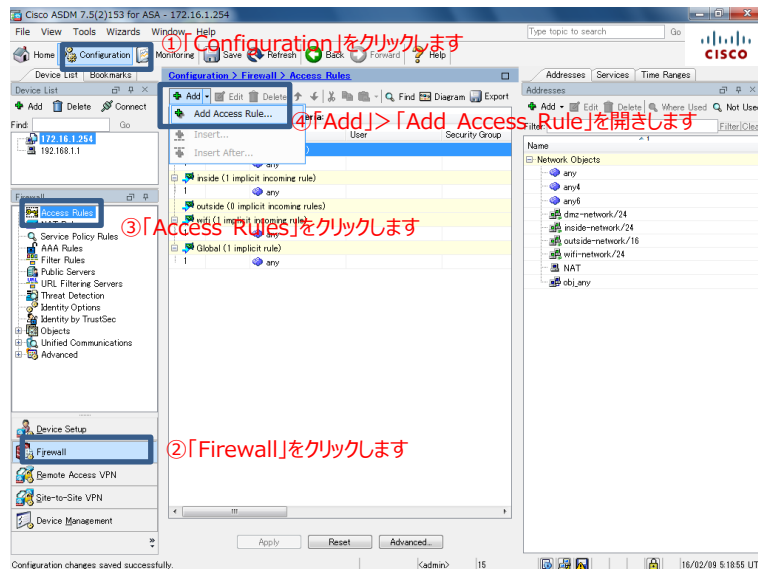 Cisco ASDM 7.5(2)153 for ASA - 172.16.1.254
File View Tools Wizards Window Help
Type topic to search Go
①「Configuration」をクリックします
Home Configuration Monitoring Save Refresh Back Forward Help
CISCO
Device List Bookmarks
Configuration > Firewall > Access Rules
Addresses Services Time Ranges
Device List
Addresses
Add Delete Connect
Add Edit Delete Find Diagram Export
Add Edit Delete Where Used Not Used
Find: Go
Add Access Rule...
④「Add」＞「Add Access Rule」を開きします
Filter: Filter|Clear
172.16.1.254
192.168.1.1
Insert...
Insert After...
User Security Group
Name
any
inside (1 implicit incoming rule)
1 any
outside (0 implicit incoming rules)
wifi (1 implicit incoming rule)
1 any
Global (1 implicit rule)
1 any
Network Objects
any
any4
any6
dmz-network/24
inside-network/24
outside-network/16
wifi-network/24
NAT
obj_any
Firewall
Access Rules
③「Access Rules」をクリックします
Service Policy Rules
AAA Rules
Filter Rules
Public Servers
URL Filtering Servers
Threat Detection
Identity Options
Identity by TrustSec
Objects
Unified Communications
Advanced
Device Setup
Firewall
②「Firewall」をクリックします
Remote Access VPN
Site-to-Site VPN
Device Management
Apply Reset Advanced...
Configuration changes saved successfully.
<admin> 15 16/02/09 5:18:55 UT